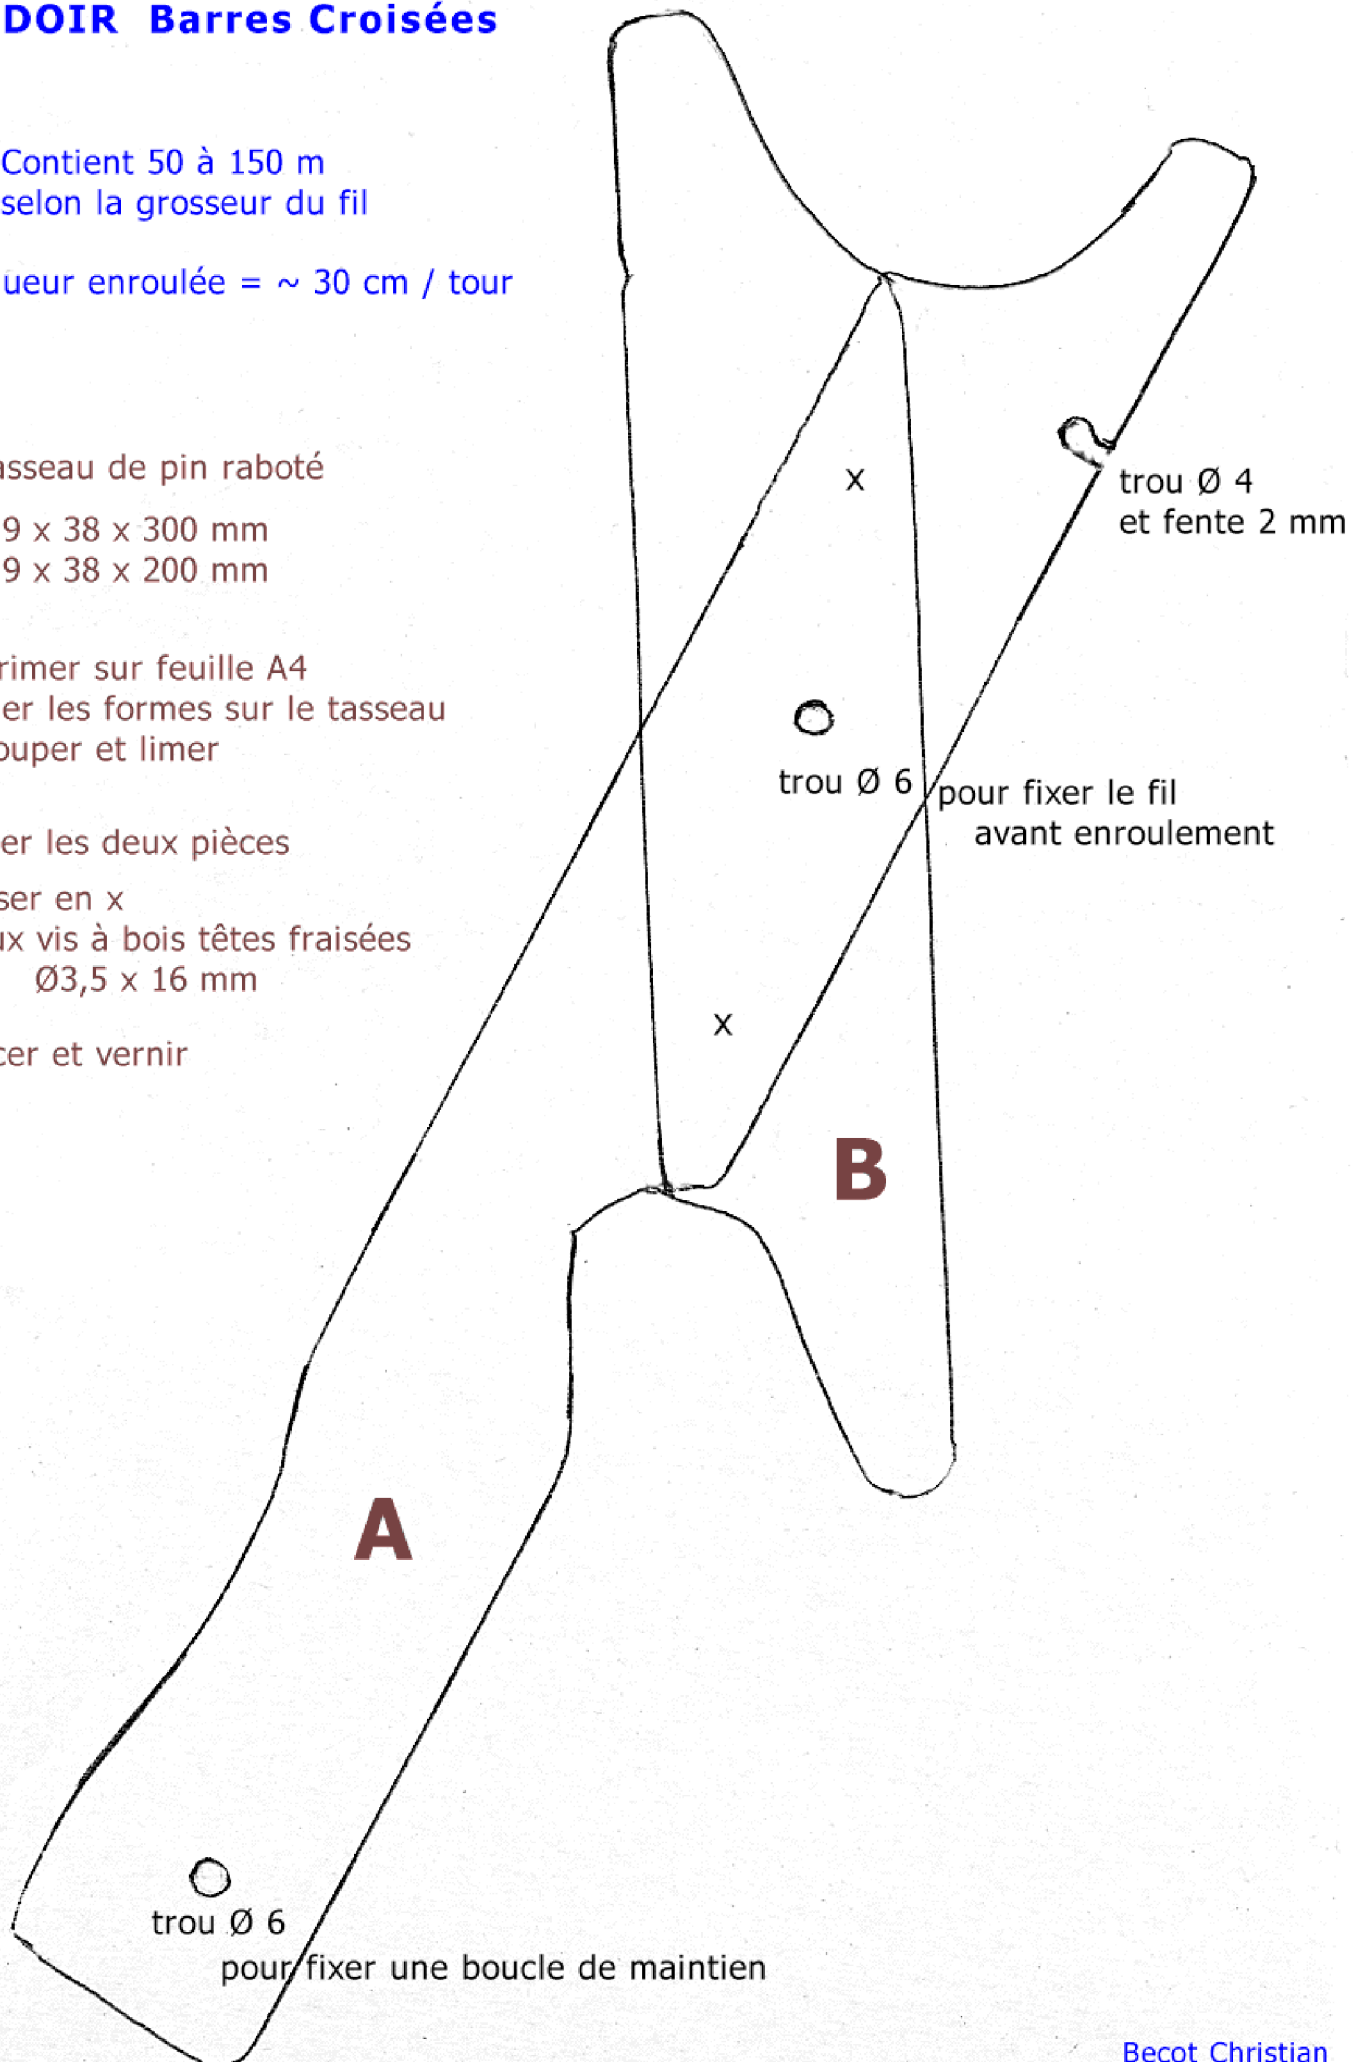 DOIR Barres Croisées
Contient 50 à 150 m
selon la grosseur du fil
ueur enroulée = ~ 30 cm / tour
asseau de pin raboté
9 x 38 x 300 mm
9 x 38 x 200 mm
rimer sur feuille A4
er les formes sur le tasseau
ouper et limer
er les deux pièces
ser en x
ux vis à bois têtes fraisées
Ø3,5 x 16 mm
cer et vernir
x
trou Ø 4
et fente 2 mm
trou Ø 6 pour fixer le fil
avant enroulement
x
B
A
trou Ø 6
pour fixer une boucle de maintien
Becot Christian